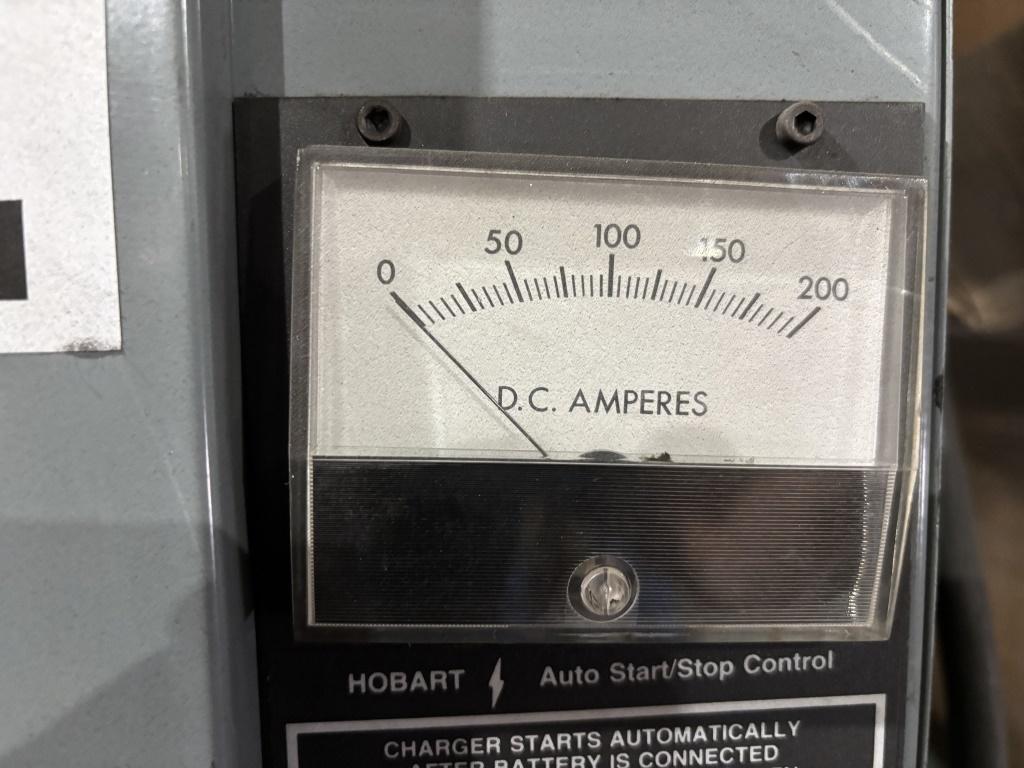 0 50 100 150 200
D.C. AMPERES
HOBART Auto Start/Stop Control
CHARGER STARTS AUTOMATICALLY
AFTER BATTERY IS CONNECTED